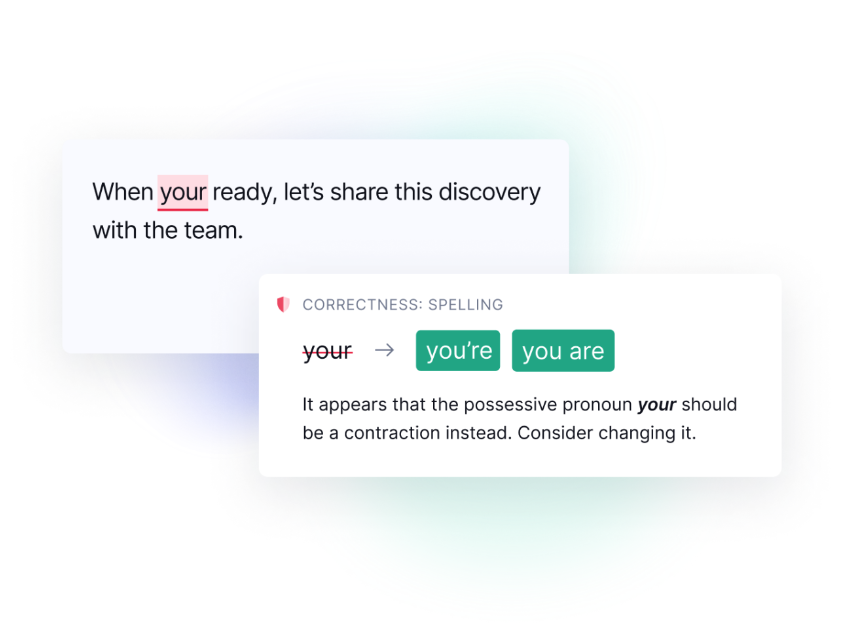 When your ready, let’s share this discovery
with the team.
CORRECTNESS: SPELLING
your → you’re you are
It appears that the possessive pronoun your should
be a contraction instead. Consider changing it.